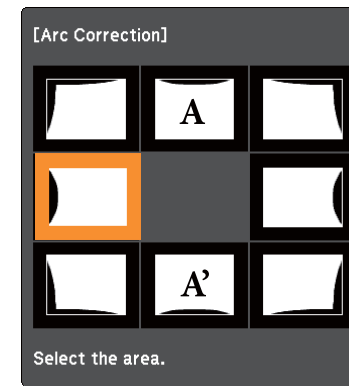 [Arc Correction]
A
A’
Select the area.